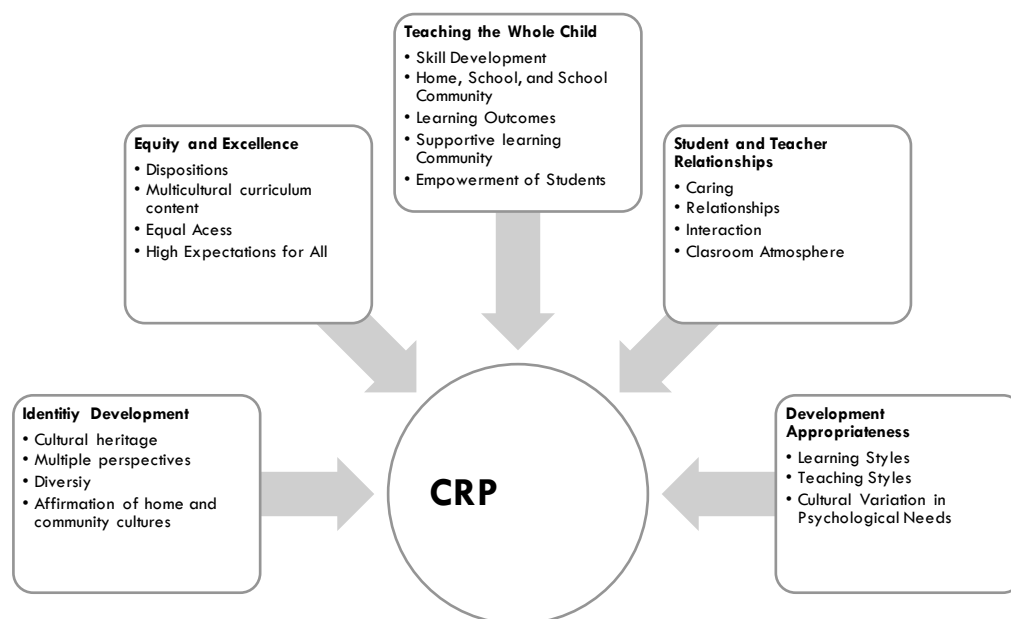 Teaching the Whole Child
• Skill Development
• Home, School, and School
Community
• Learning Outcomes
• Supportive learning
Community
• Empowerment of Students
Equity and Excellence
• Dispositions
• Multicultural curriculum
content
• Equal Acess
• High Expectations for All
Student and Teacher
Relationships
• Caring
• Relationships
• Interaction
• Clasroom Atmosphere
Identitiy Development
• Cultural heritage
• Multiple perspectives
• Diversiy
• Affirmation of home and
community cultures
CRP
Development
Appropriateness
• Learning Styles
• Teaching Styles
• Cultural Variation in
Psychological Needs